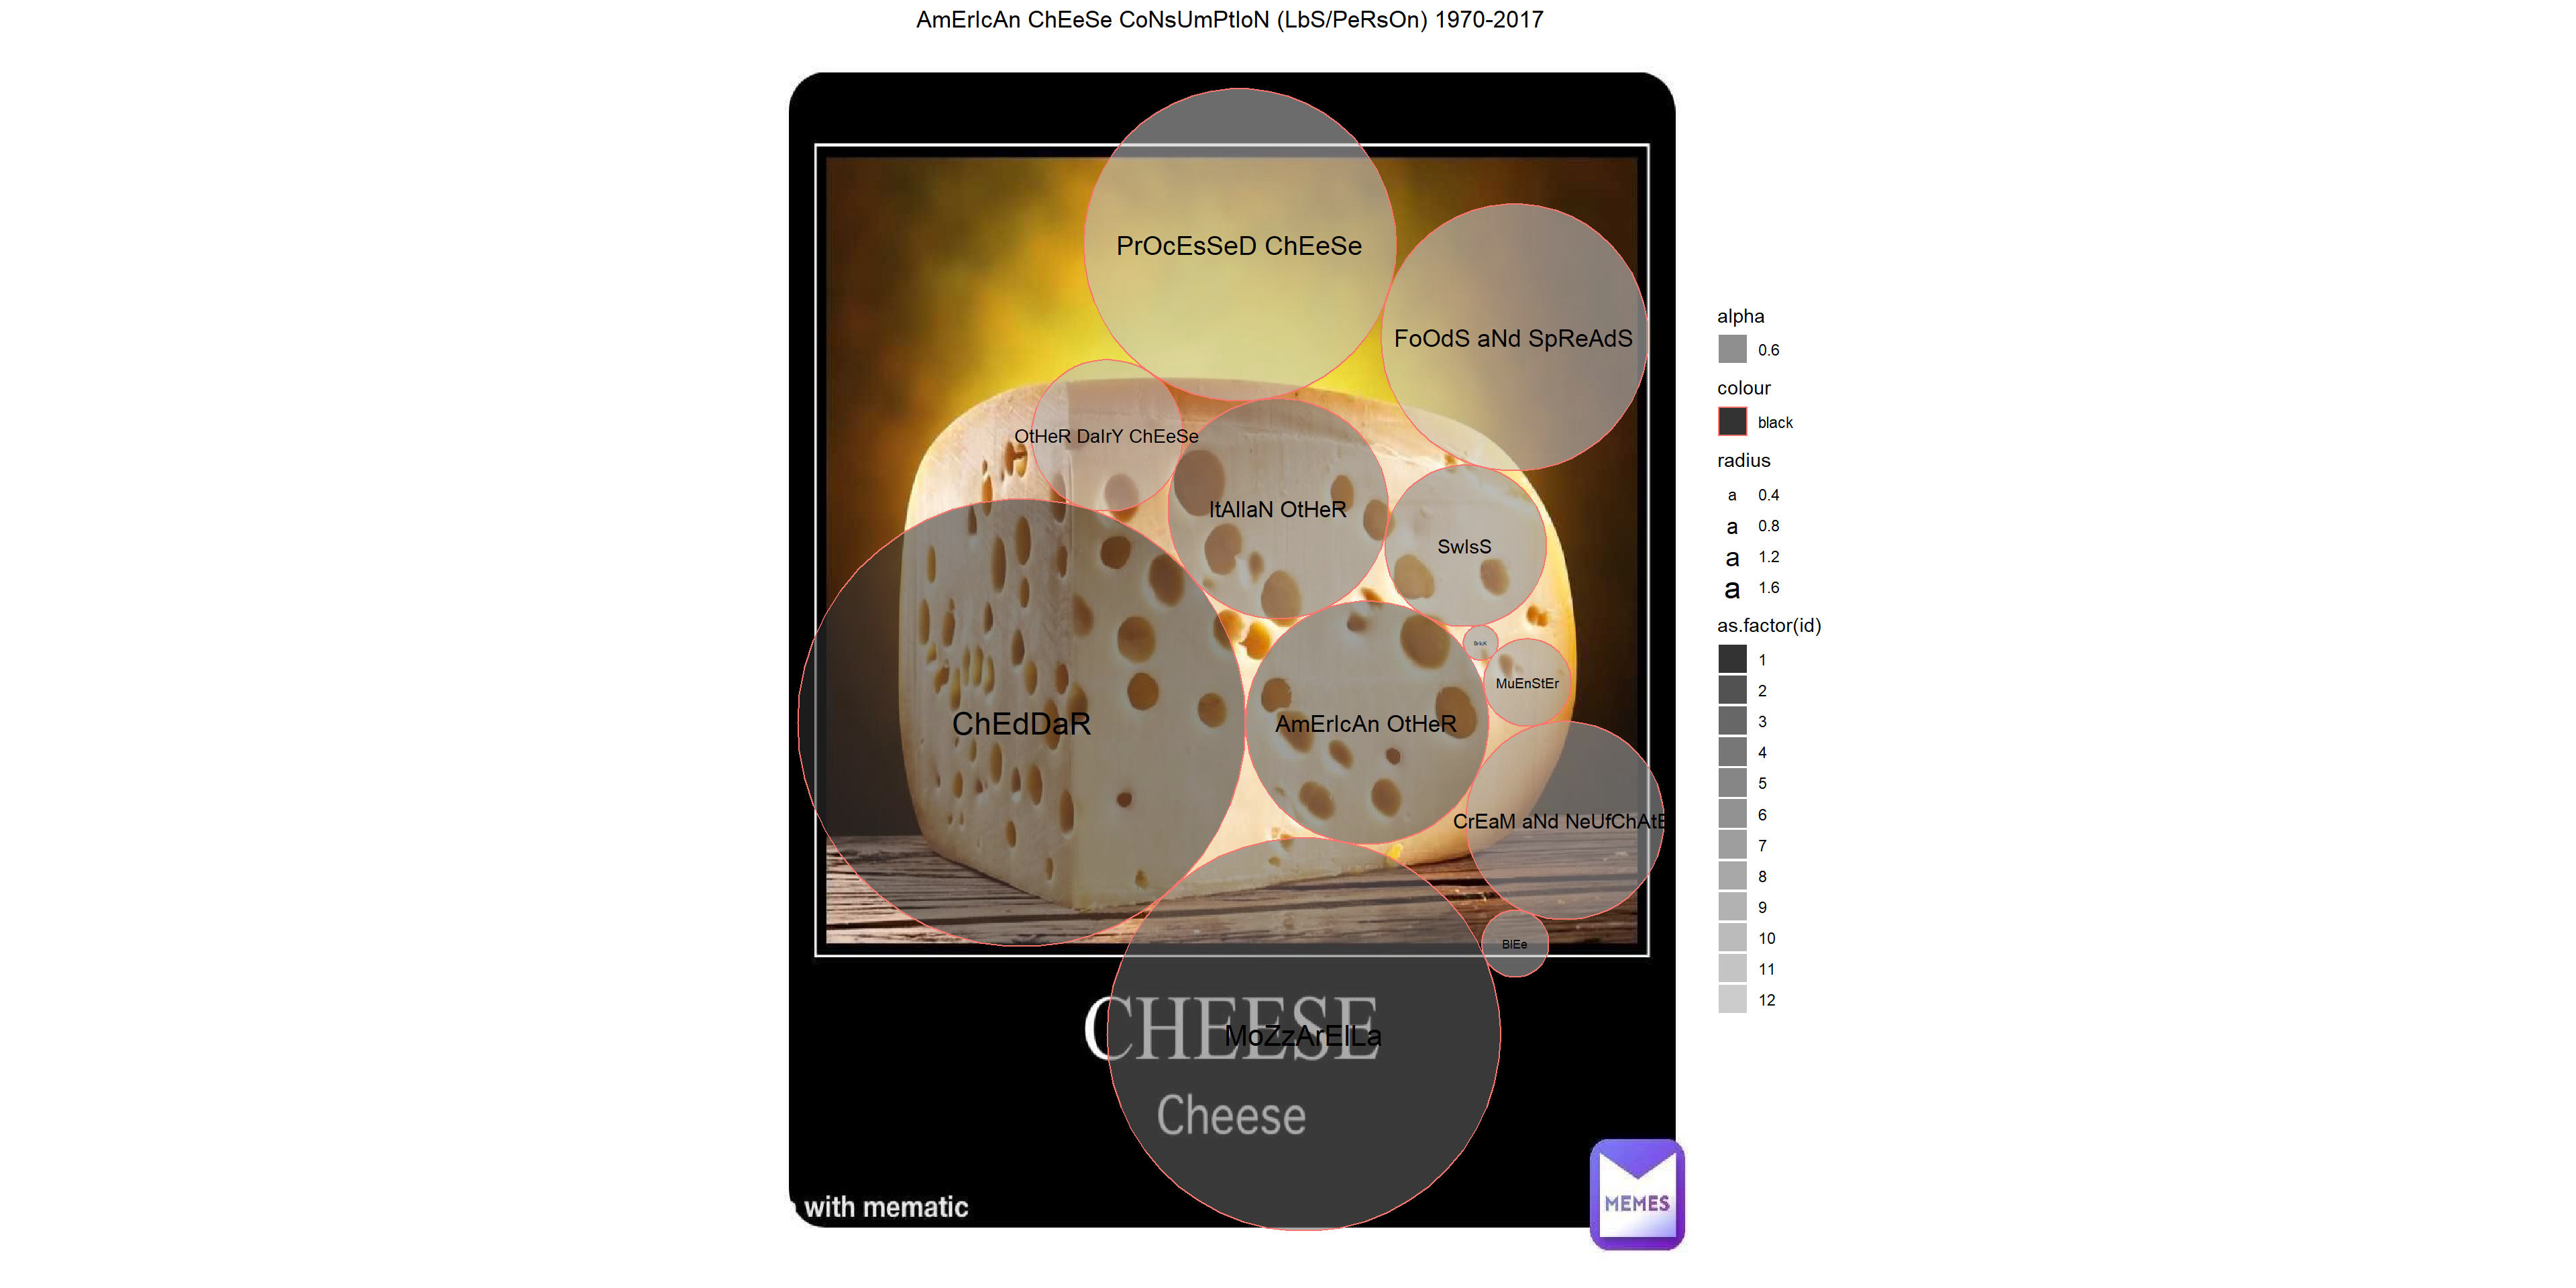 AmErIcAn ChEeSe CoNsUmPtIoN (LbS/PeRsOn) 1970-2017
PrOcEsSeD ChEeSe
FoOdS aNd SpReAdS
OtHeR DaIrY ChEeSe
ItAlIaN OtHeR
SwIsS
BrIcK
MuEnStEr
ChEdDaR
AmErIcAn OtHeR
CrEaM aNd NeUfChAtE
BlEe
CHEESE
MoZzArElLa
Cheese
with mematic
MEMES
alpha
0.6
colour
black
radius
a 0.4
a 0.8
a 1.2
a 1.6
as.factor(id)
1
2
3
4
5
6
7
8
9
10
11
12